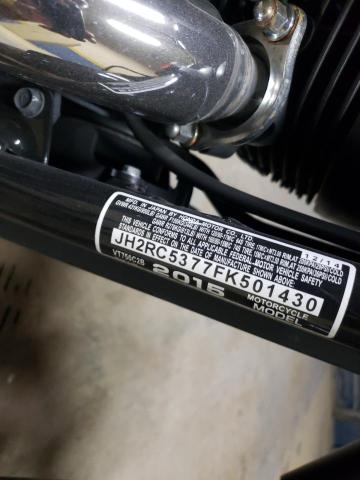 MFD. IN JAPAN BY HONDA MOTOR CO., LTD. 12/14
THIS VEHICLE CONFORMS TO ALL APPLICABLE FEDERAL MOTOR VEHICLE SAFETY
STANDARDS IN EFFECT ON THE DATE OF MANUFACTURE SHOWN ABOVE.
JH2RC5377FK501430
VT750C2B 2015 MOTORCYCLE
MODEL